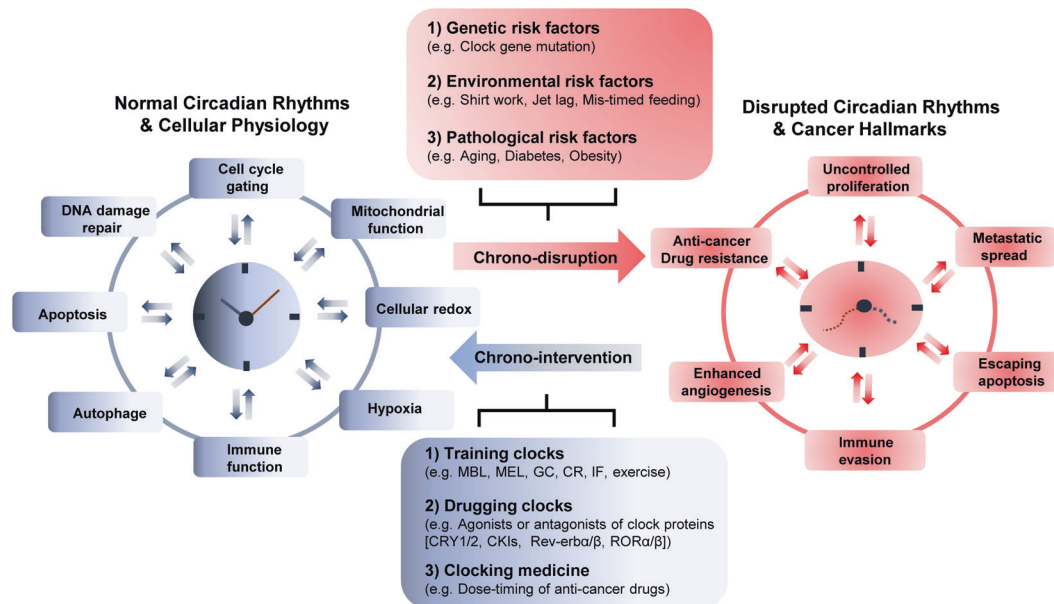 1) Genetic risk factors
(e.g. Clock gene mutation)
2) Environmental risk factors
(e.g. Shirt work, Jet lag, Mis-timed feeding)
3) Pathological risk factors
(e.g. Aging, Diabetes, Obesity)
Normal Circadian Rhythms
& Cellular Physiology
Cell cycle
gating
DNA damage
repair
Mitochondrial
function
Apoptosis
Cellular redox
Autophage
Hypoxia
Immune
function
Chrono-disruption
Chrono-intervention
Disrupted Circadian Rhythms
& Cancer Hallmarks
Uncontrolled
proliferation
Anti-cancer
Drug resistance
Metastatic
spread
Enhanced
angiogenesis
Escaping
apoptosis
Immune
evasion
1) Training clocks
(e.g. MBL, MEL, GC, CR, IF, exercise)
2) Drugging clocks
(e.g. Agonists or antagonists of clock proteins
[CRY1/2, CKIs, Rev-erbα/β, RORα/β])
3) Clocking medicine
(e.g. Dose-timing of anti-cancer drugs)